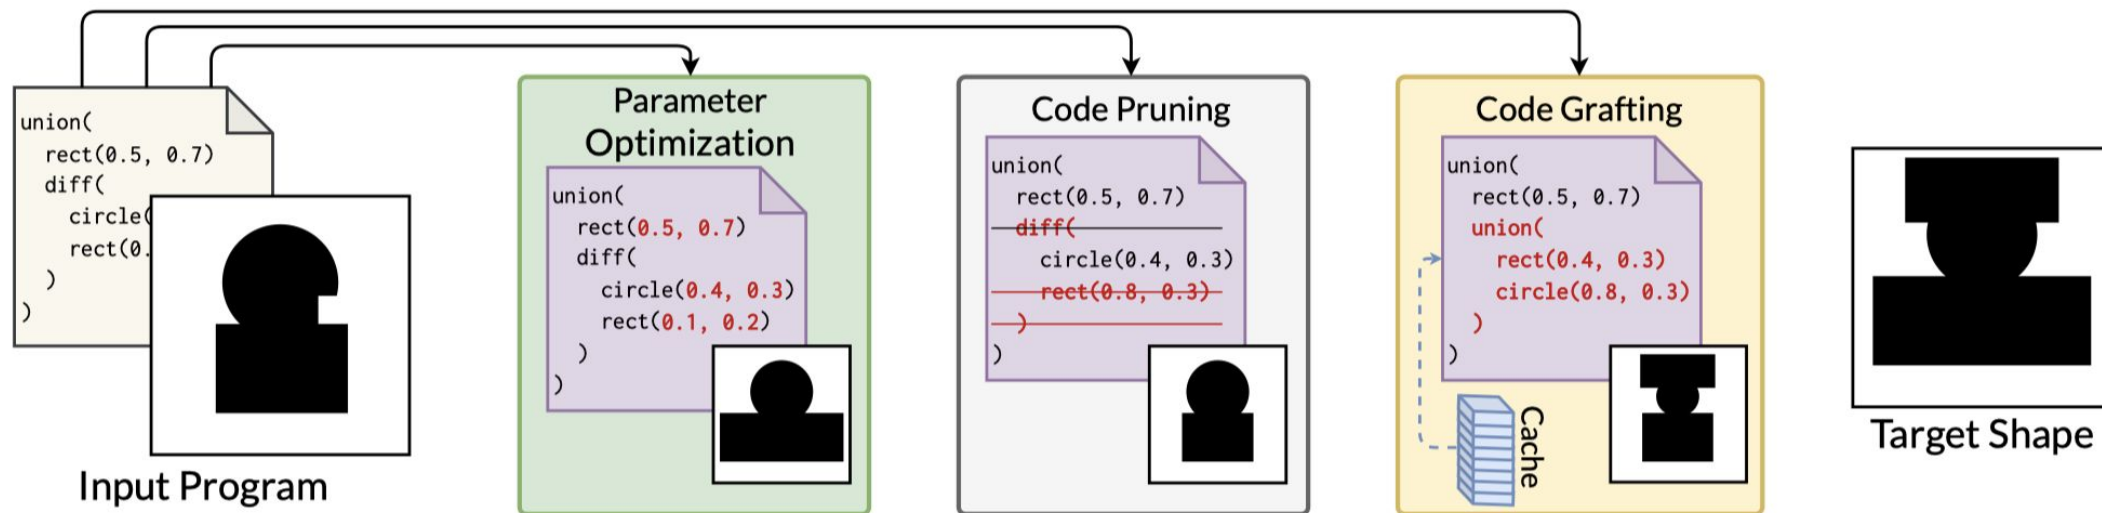 union(
  rect(0.5, 0.7)
  diff(
    circle(
    rect(0.
  )
)
Input Program
Parameter
Optimization
union(
  rect(0.5, 0.7)
  diff(
    circle(0.4, 0.3)
    rect(0.1, 0.2)
  )
)
Code Pruning
union(
  rect(0.5, 0.7)
  diff(
    circle(0.4, 0.3)
    rect(0.8, 0.3)
  )
)
Code Grafting
union(
  rect(0.5, 0.7)
  union(
    rect(0.4, 0.3)
    circle(0.8, 0.3)
  )
)
Cache
Target Shape